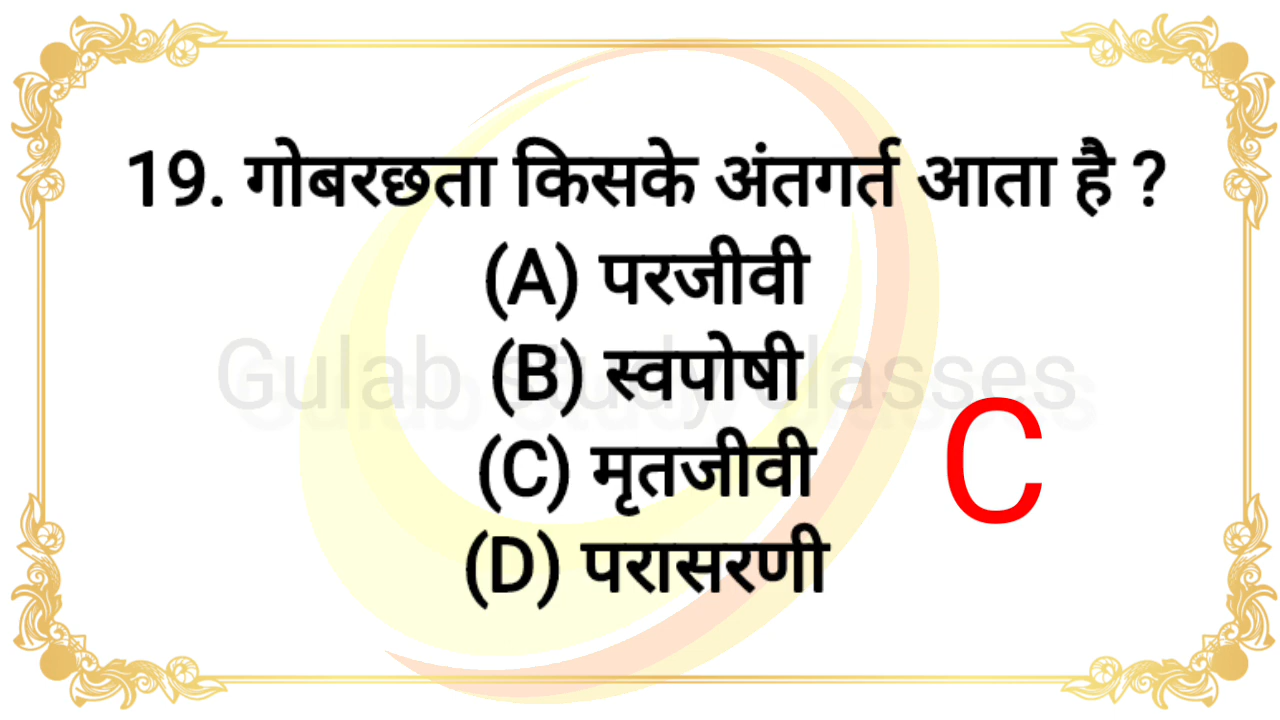 19. गोबरछता किसके अंतगर्त आता है ?
(A) परजीवी
(B) स्वपोषी
Gulab study classes
(C) मृतजीवी
C
(D) परासरणी